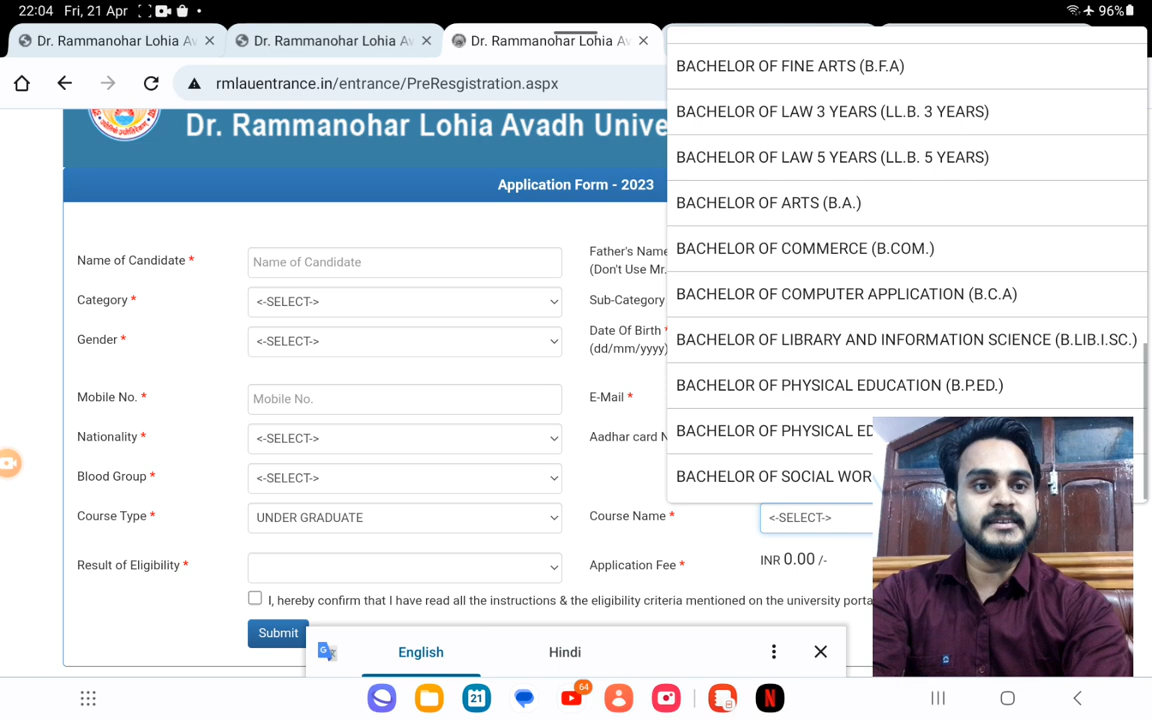 22:04 Fri, 21 Apr
96%
Dr. Rammanohar Lohia Av
Dr. Rammanohar Lohia Av
Dr. Rammanohar Lohia Av
rmlauentrance.in/entrance/PreResgistration.aspx
Dr. Rammanohar Lohia Avadh Unive
Application Form - 2023
BACHELOR OF FINE ARTS (B.F.A)
BACHELOR OF LAW 3 YEARS (LL.B. 3 YEARS)
BACHELOR OF LAW 5 YEARS (LL.B. 5 YEARS)
BACHELOR OF ARTS (B.A.)
BACHELOR OF COMMERCE (B.COM.)
BACHELOR OF COMPUTER APPLICATION (B.C.A)
BACHELOR OF LIBRARY AND INFORMATION SCIENCE (B.LIB.I.SC.)
BACHELOR OF PHYSICAL EDUCATION (B.P.ED.)
BACHELOR OF PHYSICAL ED
BACHELOR OF SOCIAL WOR
Name of Candidate *
Name of Candidate
Father's Name
(Don't Use Mr.
Category *
<-SELECT->
Sub-Category
Gender *
<-SELECT->
Date Of Birth *
(dd/mm/yyyy)
Mobile No. *
Mobile No.
E-Mail *
Nationality *
<-SELECT->
Aadhar card N
Blood Group *
<-SELECT->
Course Type *
UNDER GRADUATE
Course Name *
<-SELECT->
Result of Eligibility *
Application Fee *
INR 0.00 /-
I, hereby confirm that I have read all the instructions & the eligibility criteria mentioned on the university porta
Submit
English
Hindi
21
64
N